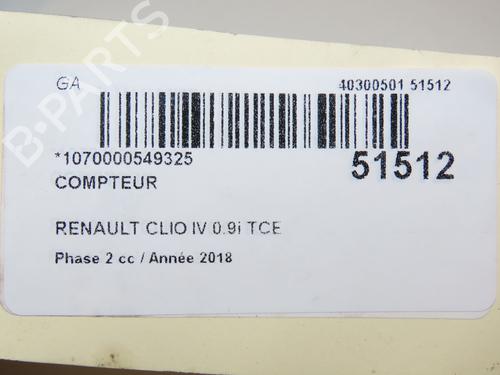 B-PARTS
GA
40300501 51512
*1070000549325
51512
COMPTEUR
RENAULT CLIO IV 0.9i TCE
Phase 2 cc / Année 2018